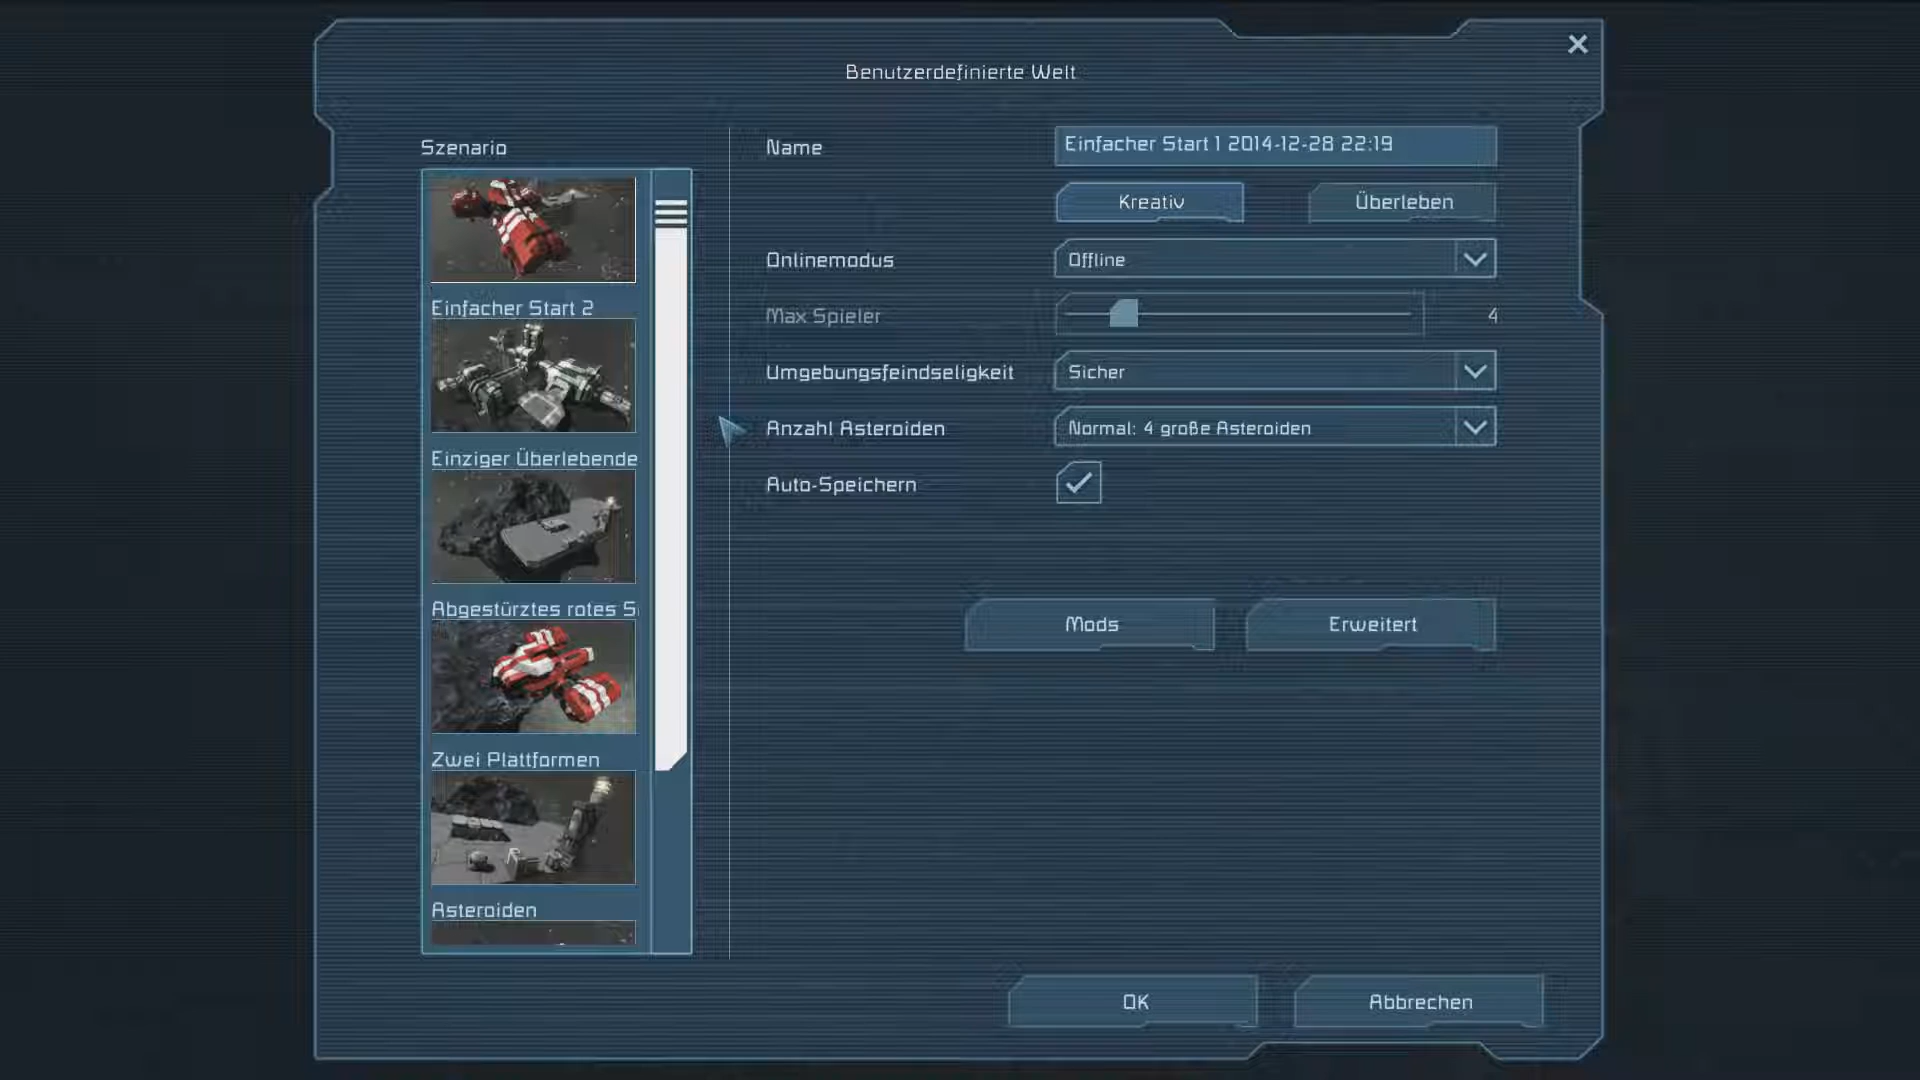 Benutzerdefinierte Welt
Szenario
Einfacher Start 2
Einziger Überlebende
Abgestürztes rotes
Zwei Plattformen
Asteroiden
Name
Einfacher Start 1 2014-12-28 22:19
Kreativ
Überleben
Onlinemodus
Offline
Max Spieler
4
Umgebungsfeindseligkeit
Sicher
Anzahl Asteroiden
Normal: 4 große Asteroiden
Auto-Speichern
Mods
Erweitert
OK
Abbrechen